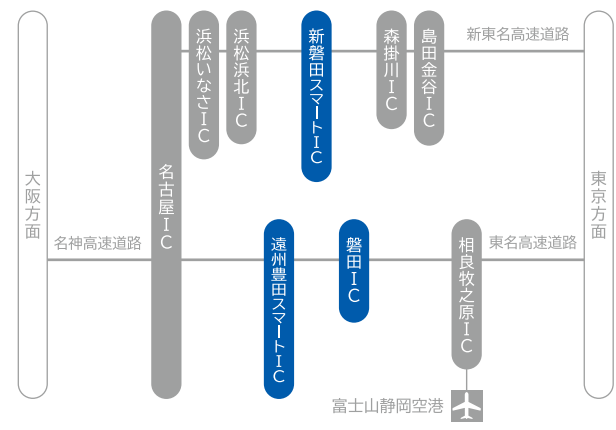 大阪方面
名神高速道路
名古屋IC
浜松いなさIC
浜松浜北IC
新磐田スマートIC
森掛川IC
島田金谷IC
新東名高速道路
遠州豊田スマートIC
磐田IC
相良牧之原IC
東名高速道路
東京方面
富士山静岡空港